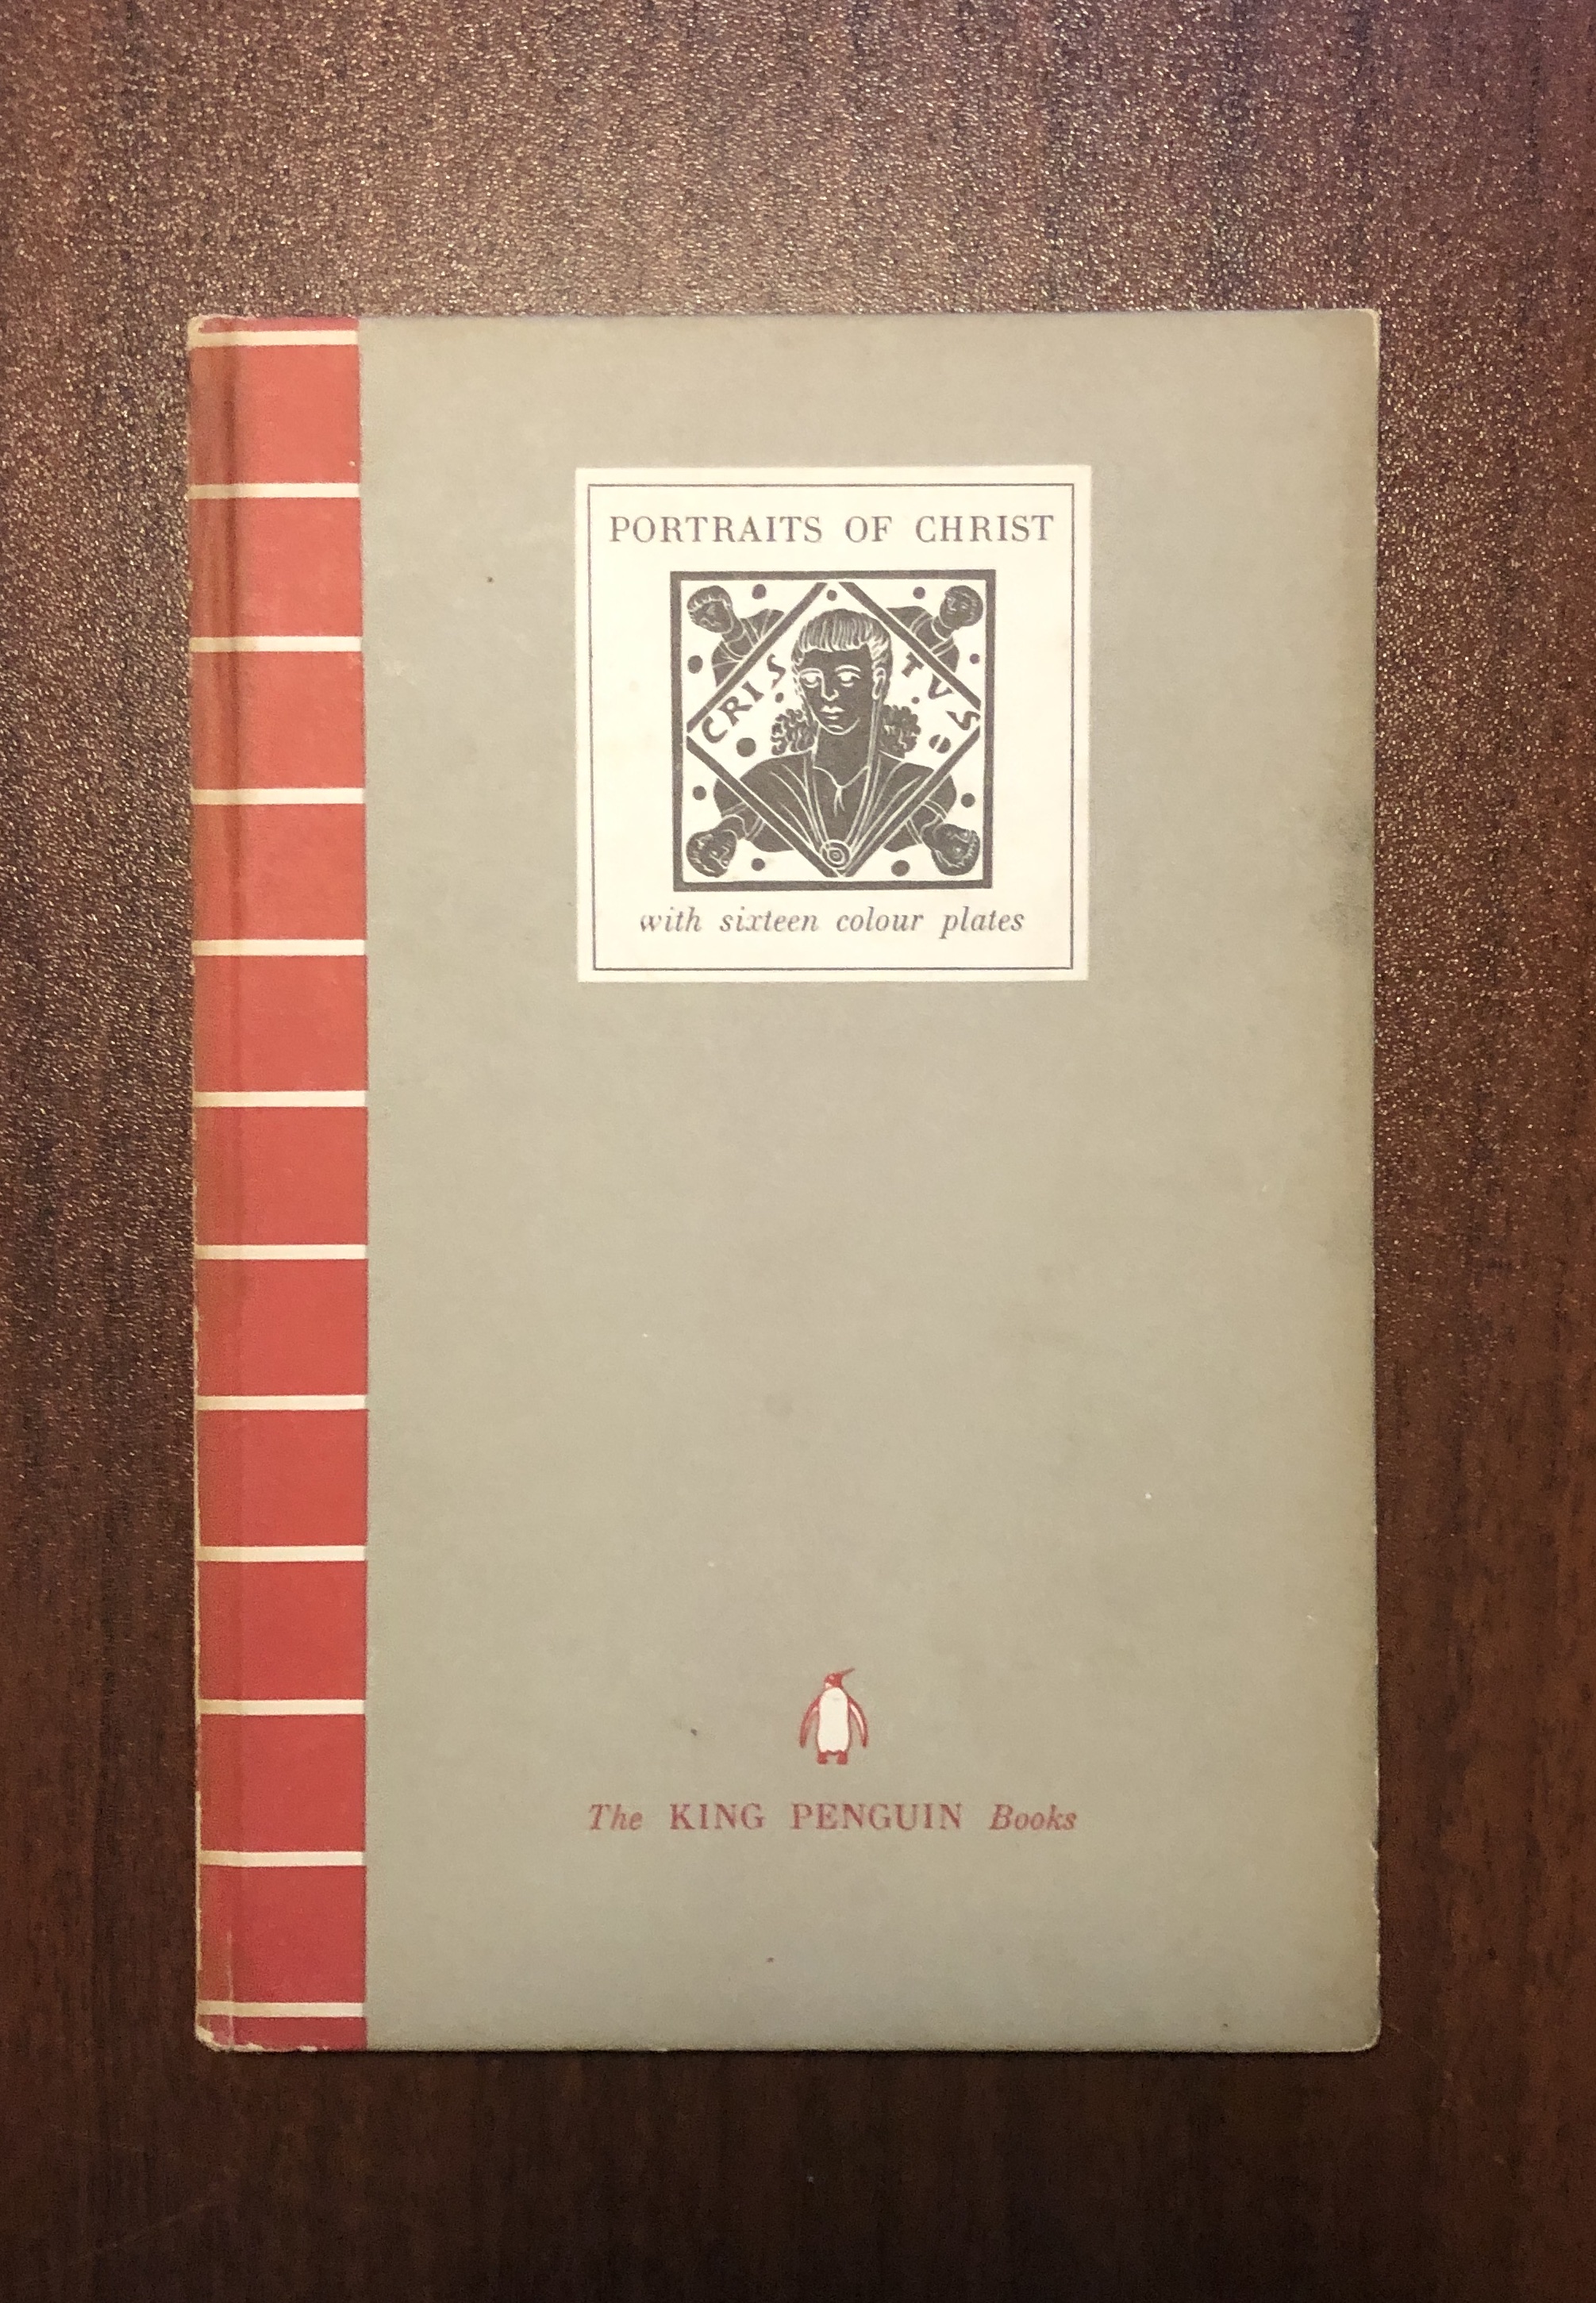 PORTRAITS OF CHRIST
CRIS TVS
with sixteen colour plates
The KING PENGUIN Books